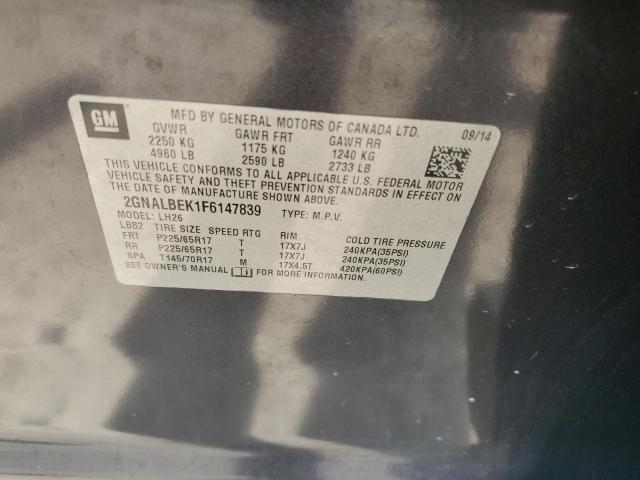 GM
MFD BY GENERAL MOTORS OF CANADA LTD. 09/14
GVWR GAWR FRT GAWR RR
2250 KG 1175 KG 1240 KG
4960 LB 2590 LB 2733 LB
THIS VEHICLE CONFORMS TO ALL APPLICABLE U.S. FEDERAL MOTOR
VEHICLE SAFETY AND THEFT PREVENTION STANDARDS IN EFFECT ON
THE DATE OF MANUFACTURE SHOWN ABOVE.
2GNALBEK1F6147839 TYPE: M.P.V.
MODEL: LH26
LBB2 TIRE SIZE SPEED RTG RIM COLD TIRE PRESSURE
FRT P225/65R17 T 17X7J 240KPA(35PSI)
RR P225/65R17 T 17X7J 240KPA(35PSI)
SPA T145/70R17 M 17X4.5T 420KPA(60PSI)
SEE OWNER'S MANUAL FOR MORE INFORMATION.